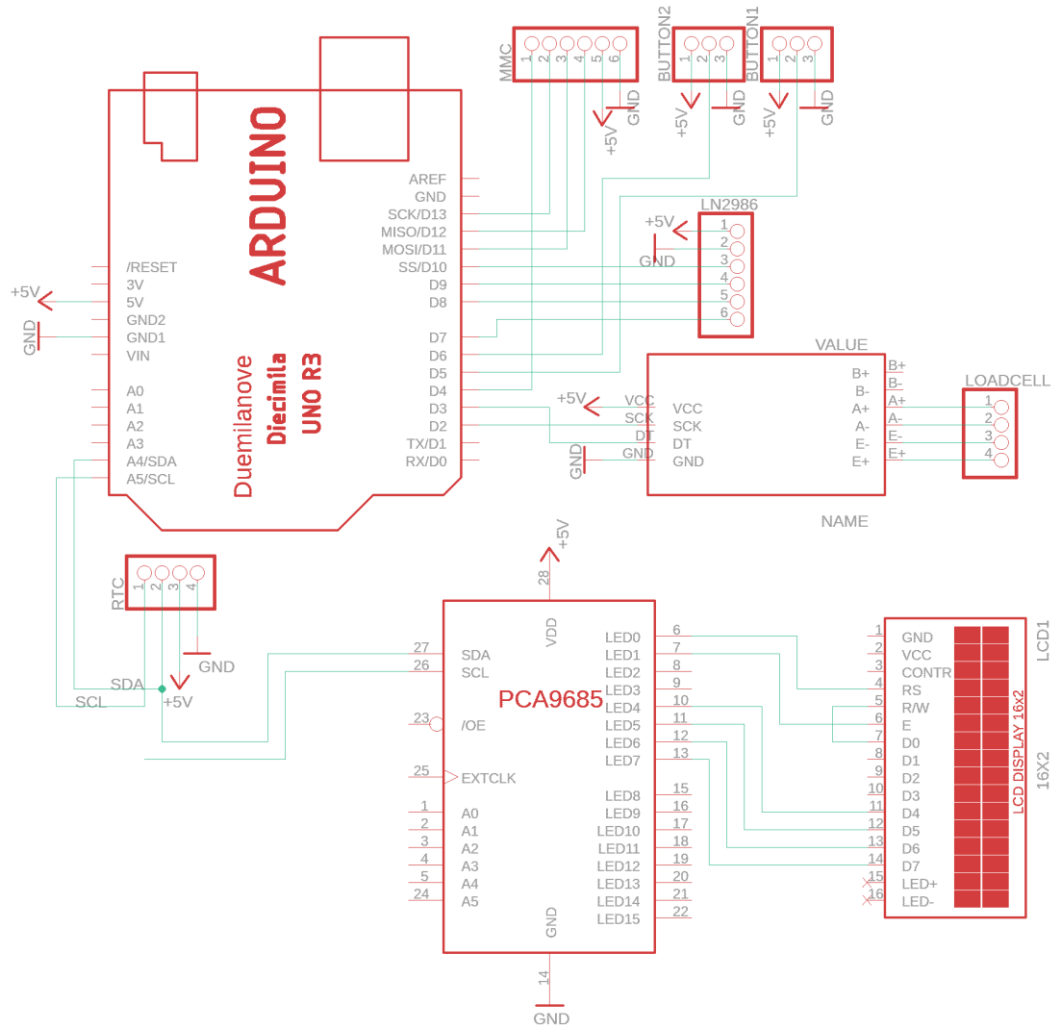 MMC
1
2
3
4
5
6
+5V
GND
BUTTON2
1
2
3
+5V
GND
BUTTON1
1
2
3
+5V
GND
ARDUINO
Duemilanove
Diecimila
UNO R3
/RESET
3V
5V
GND2
GND1
VIN
A0
A1
A2
A3
A4/SDA
A5/SCL
+5V
GND
AREF
GND
SCK/D13
MISO/D12
MOSI/D11
SS/D10
D9
D8
D7
D6
D5
D4
D3
D2
TX/D1
RX/D0
LN2986
+5V
GND
1
2
3
4
5
6
VALUE
+5V
GND
VCC
SCK
DT
GND
VCC
SCK
DT
GND
B+
B-
A+
A-
E-
E+
B+
B-
A+
A-
E-
E+
NAME
LOADCELL
1
2
3
4
RTC
1
2
3
4
GND
+5V
SDA
SCL
+5V
28
VDD
PCA9685
27 SDA
26 SCL
23 /OE
25 EXTCLK
1 A0
2 A1
3 A2
4 A3
5 A4
24 A5
LED0 6
LED1 7
LED2 8
LED3 9
LED4 10
LED5 11
LED6 12
LED7 13
LED8 15
LED9 16
LED10 17
LED11 18
LED12 19
LED13 20
LED14 21
LED15 22
GND
14
GND
1 GND
2 VCC
3 CONTR
4 RS
5 R/W
6 E
7 D0
8 D1
9 D2
10 D3
11 D4
12 D5
13 D6
14 D7
15 LED+
16 LED-
LCD DISPLAY 16x2
LCD1
16X2